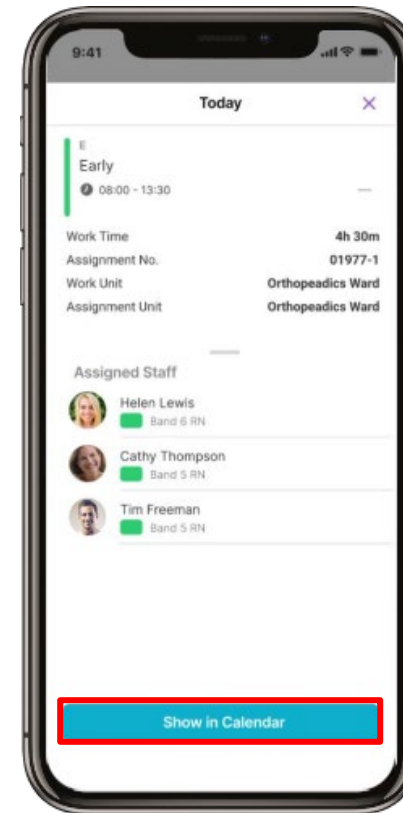 9:41
Today
E
Early
08:00 - 13:30
Work Time 4h 30m
Assignment No. 01977-1
Work Unit Orthopeadics Ward
Assignment Unit Orthopeadics Ward
Assigned Staff
Helen Lewis
Band 6 RN
Cathy Thompson
Band 5 RN
Tim Freeman
Band 5 RN
Show in Calendar